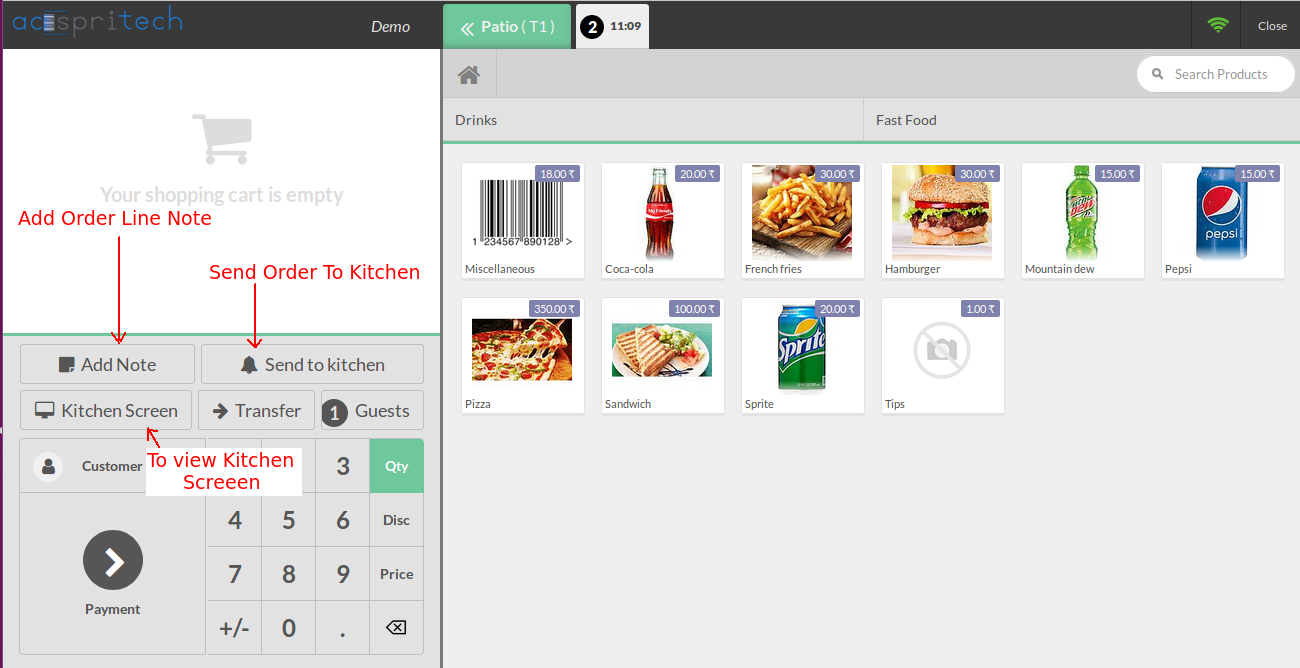 acespritech
Demo
Patio ( T1 )
2 11:09
Close
Search Products
Drinks
Fast Food
Your shopping cart is empty
Add Order Line Note
Send Order To Kitchen
18.00 ₹
1 234567 890128 >
Miscellaneous
20.00 ₹
Coca-cola
30.00 ₹
French fries
30.00 ₹
Hamburger
15.00 ₹
Mountain dew
15.00 ₹
pepsi
Pepsi
350.00 ₹
Pizza
100.00 ₹
Sandwich
20.00 ₹
Sprite
Sprite
1.00 ₹
Tips
Add Note
Send to kitchen
Kitchen Screen
Transfer
1 Guests
Customer
To view Kitchen
Screeen
3
Qty
4
5
6
Disc
7
8
9
Price
Payment
+/-
0
.